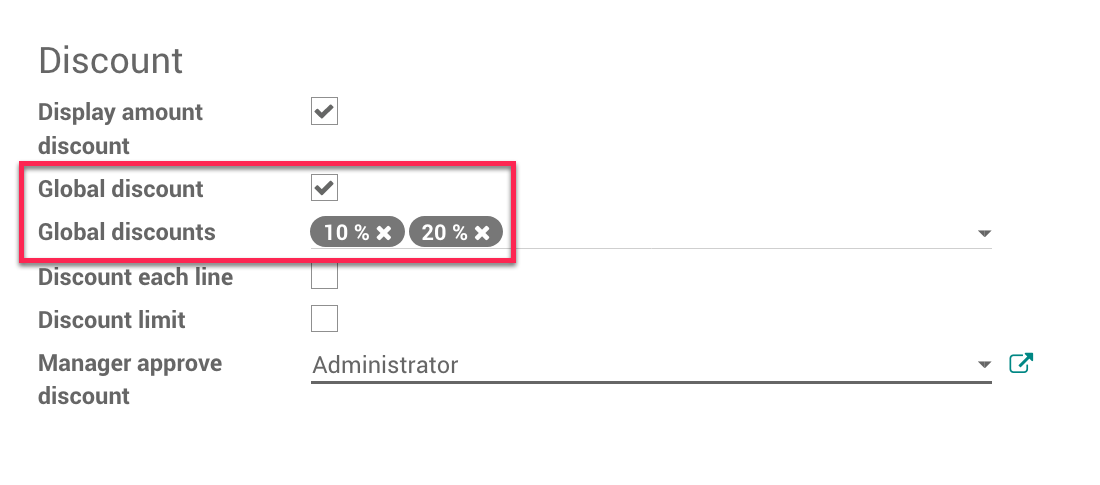 Discount
Display amount
discount
Global discount
Global discounts 10 % 20 %
Discount each line
Discount limit
Manager approve Administrator
discount